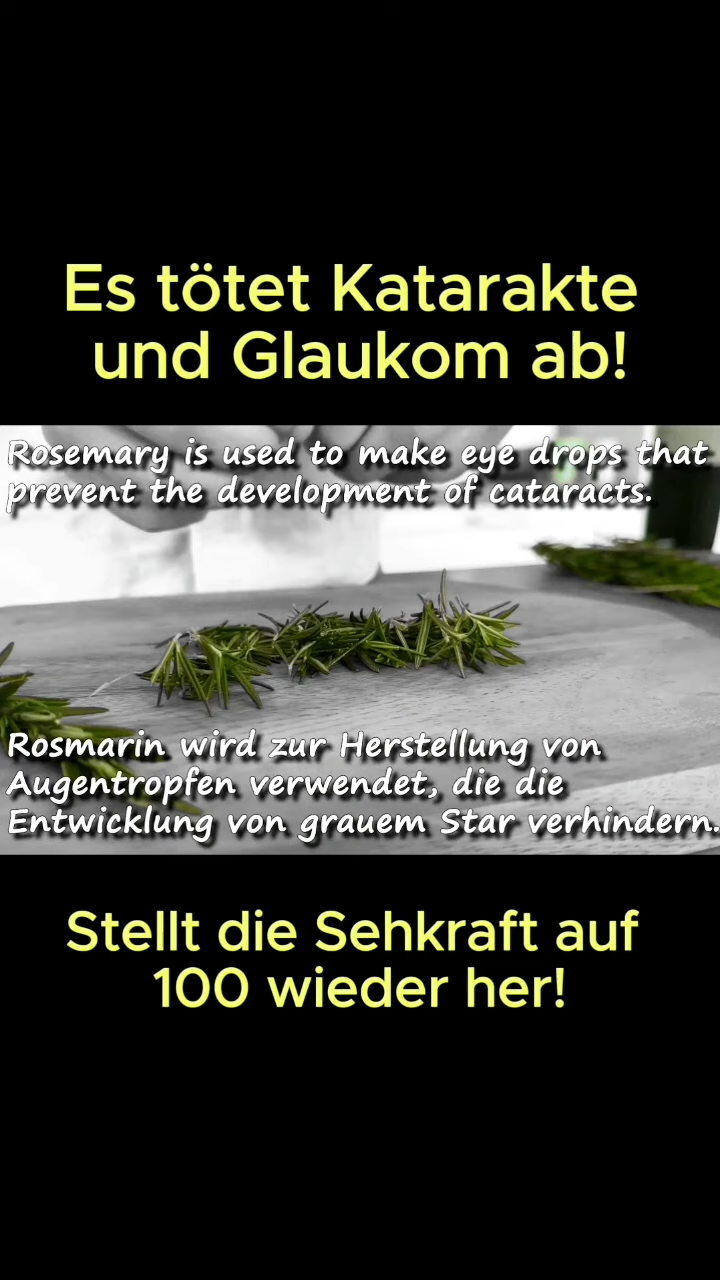 Es tötet Katarakte
und Glaukom ab!
Rosemary is used to make eye drops that
prevent the development of cataracts.
Rosmarin wird zur Herstellung von
Augentropfen verwendet, die die
Entwicklung von grauem Star verhindern.
Stellt die Sehkraft auf
100 wieder her!